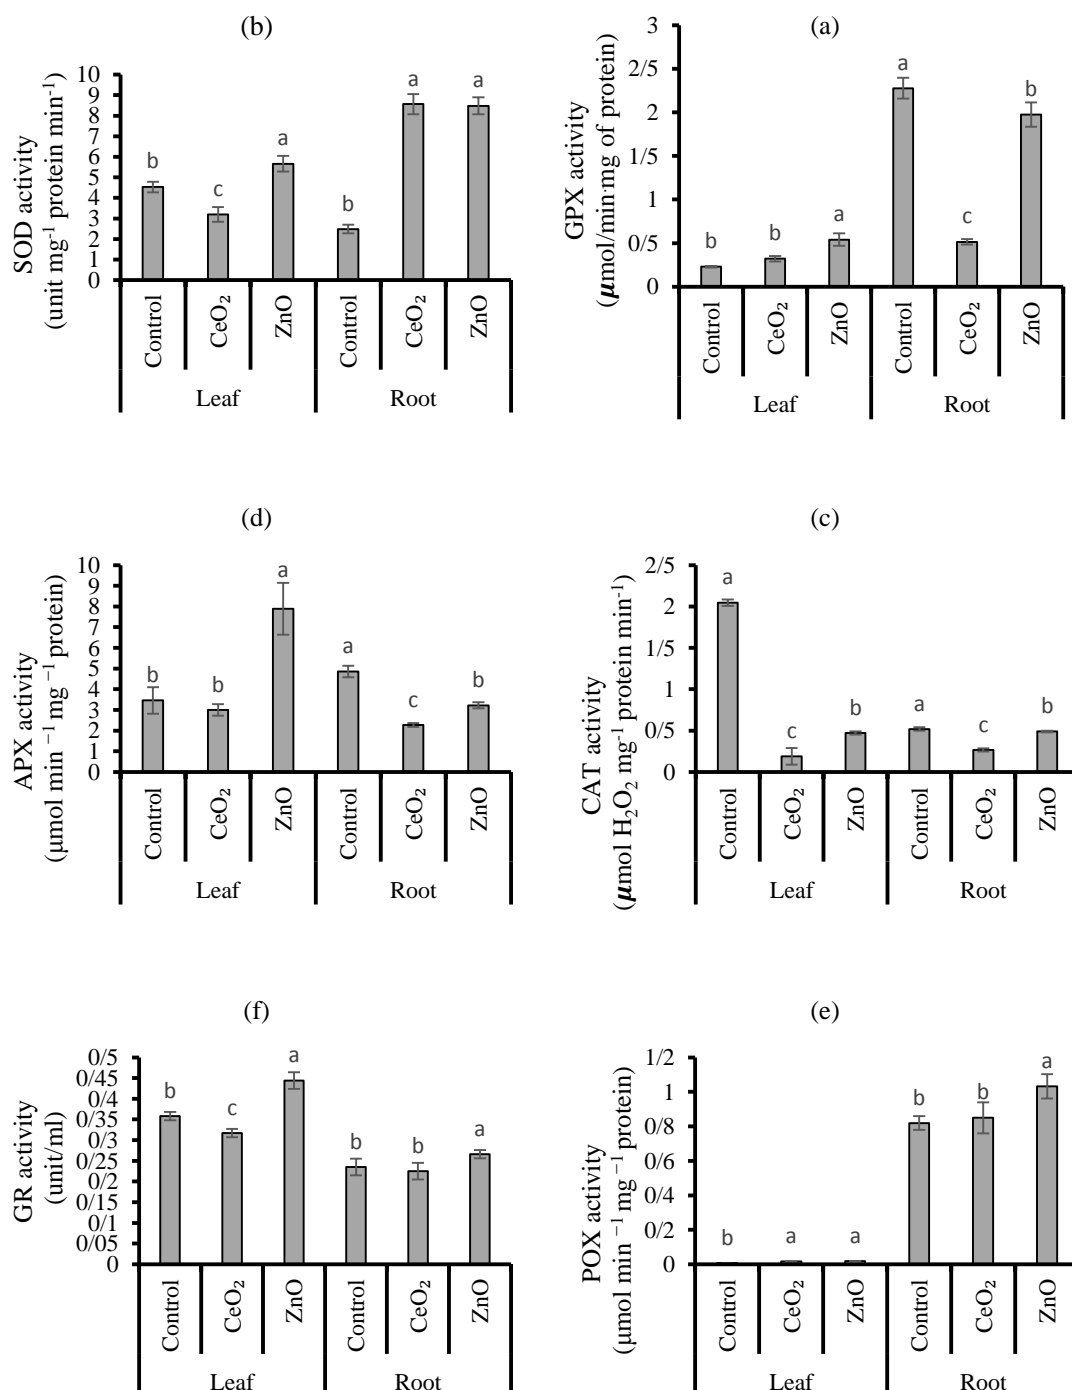 (b)
SOD activity
(unit mg⁻¹ protein min⁻¹)
10
9
8
7
6
5
4
3
2
1
0
b
c
a
b
a
a
Control
CeO₂
ZnO
Control
CeO₂
ZnO
Leaf
Root
(a)
GPX activity
(µmol/min·mg of protein)
3
2/5
2
1/5
1
0/5
0
b
b
a
a
c
b
Control
CeO₂
ZnO
Control
CeO₂
ZnO
Leaf
Root
(d)
APX activity
(µmol min ⁻¹ mg ⁻¹ protein)
10
9
8
7
6
5
4
3
2
1
0
b
b
a
a
c
b
Control
CeO₂
ZnO
Control
CeO₂
ZnO
Leaf
Root
(c)
CAT activity
(µmol H₂O₂ mg⁻¹ protein min⁻¹)
2/5
2
1/5
1
0/5
0
a
c
b
a
c
b
Control
CeO₂
ZnO
Control
CeO₂
ZnO
Leaf
Root
(f)
GR activity
(unit/ml)
0/5
0/45
0/4
0/35
0/3
0/25
0/2
0/15
0/1
0/05
0
b
c
a
b
b
a
Control
CeO₂
ZnO
Control
CeO₂
ZnO
Leaf
Root
(e)
POX activity
(µmol min ⁻¹ mg ⁻¹ protein)
1/2
1
0/8
0/6
0/4
0/2
0
b
a
a
b
b
a
Control
CeO₂
ZnO
Control
CeO₂
ZnO
Leaf
Root